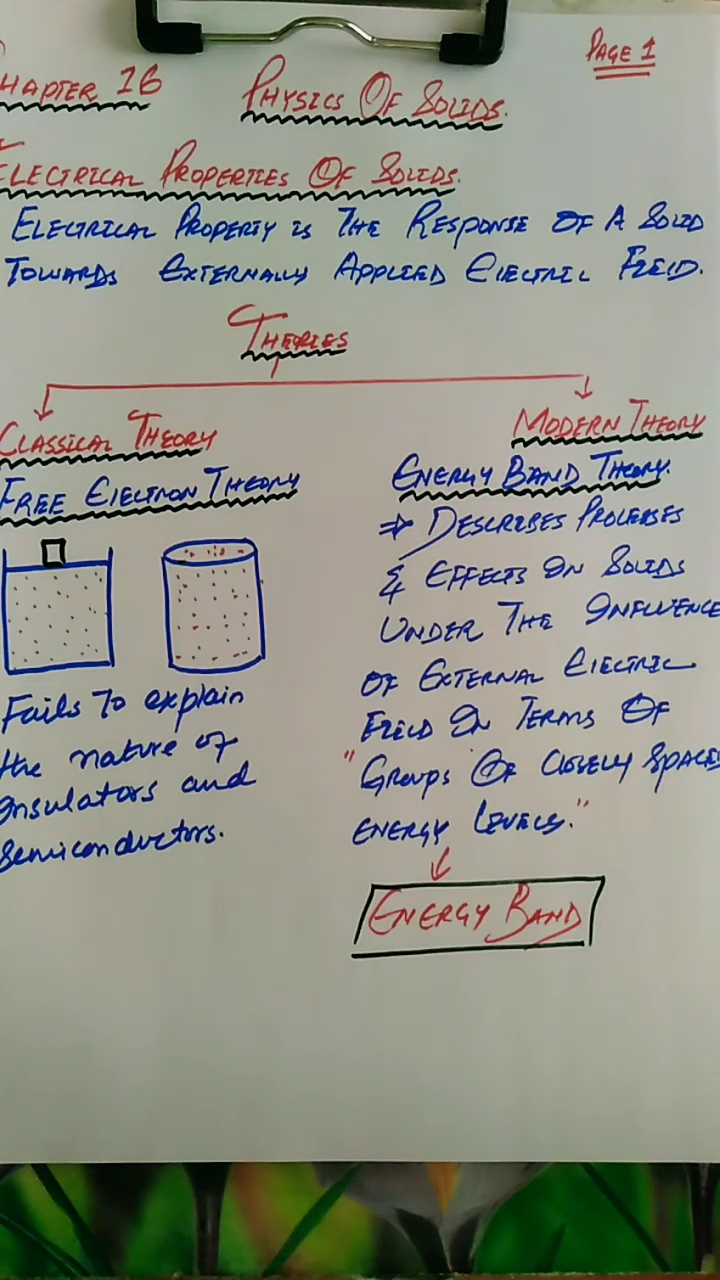 PAGE 1
HAPTER 16 PHYSICS OF SOLIDS.
ELECTRICAL PROPERTIES OF SOLIDS.
ELECTRICAL PROPERTY IS THE RESPONSE OF A SOLID
TOWARDS EXTERNALLY APPLIED ELECTRIC FIELD.
THEORIES
CLASSICAL THEORY
FREE ELECTRON THEORY
Fails To explain
the nature of
insulators and
semiconductors.
MODERN THEORY
ENERGY BAND THEORY.
⇒ DESCRIBES PROCESSES
& EFFECTS IN SOLIDS
UNDER THE INFLUENCE
OF EXTERNAL ELECTRIC
FIELD IN TERMS OF
"GROUPS OF CLOSELY SPACED
ENERGY LEVELS."
ENERGY BAND